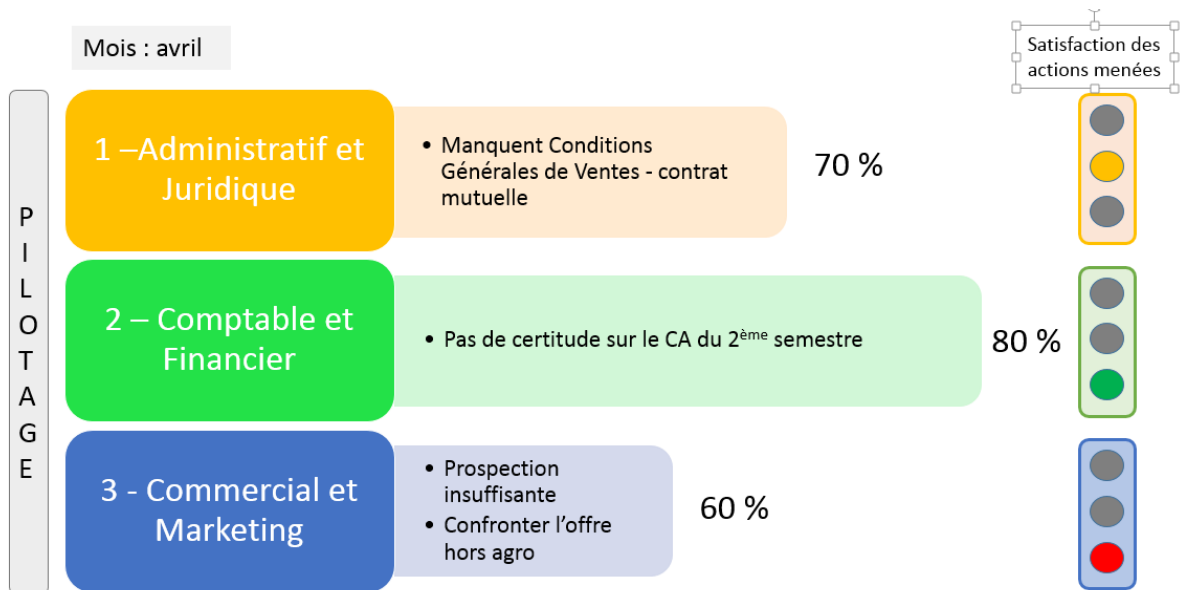 Mois : avril
Satisfaction des
actions menées
PILOTAGE
1 –Administratif et
Juridique
• Manquent Conditions
Générales de Ventes - contrat
mutuelle
70 %
2 – Comptable et
Financier
• Pas de certitude sur le CA du 2ème semestre
80 %
3 - Commercial et
Marketing
• Prospection
insuffisante
• Confronter l’offre
hors agro
60 %